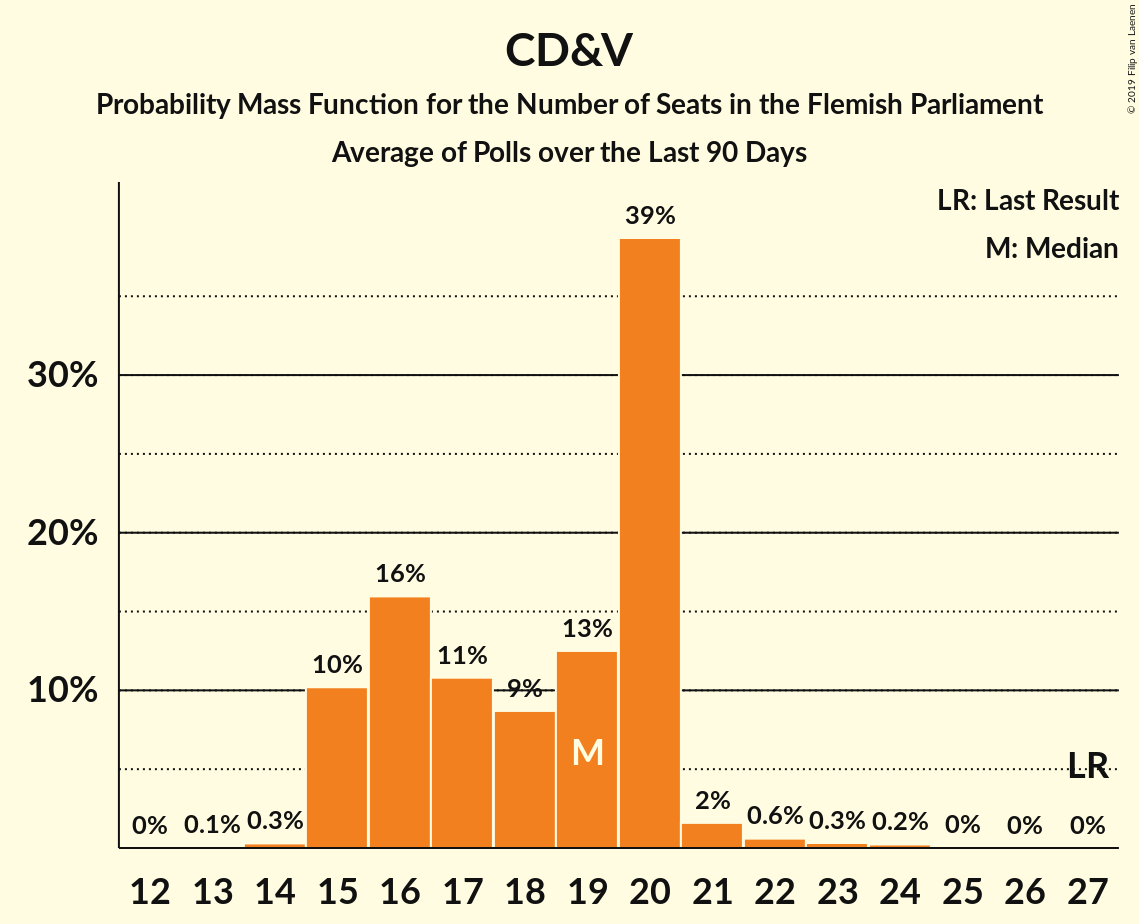 CD&V
Probability Mass Function for the Number of Seats in the Flemish Parliament
Average of Polls over the Last 90 Days
© 2019 Filip van Laenen
LR: Last Result
M: Median
39%
30%
20%
16%
13%
11%
10%
10%
9%
M
LR
2%
0% 0.1% 0.3% 0.6% 0.3% 0.2% 0% 0% 0%
12 13 14 15 16 17 18 19 20 21 22 23 24 25 26 27